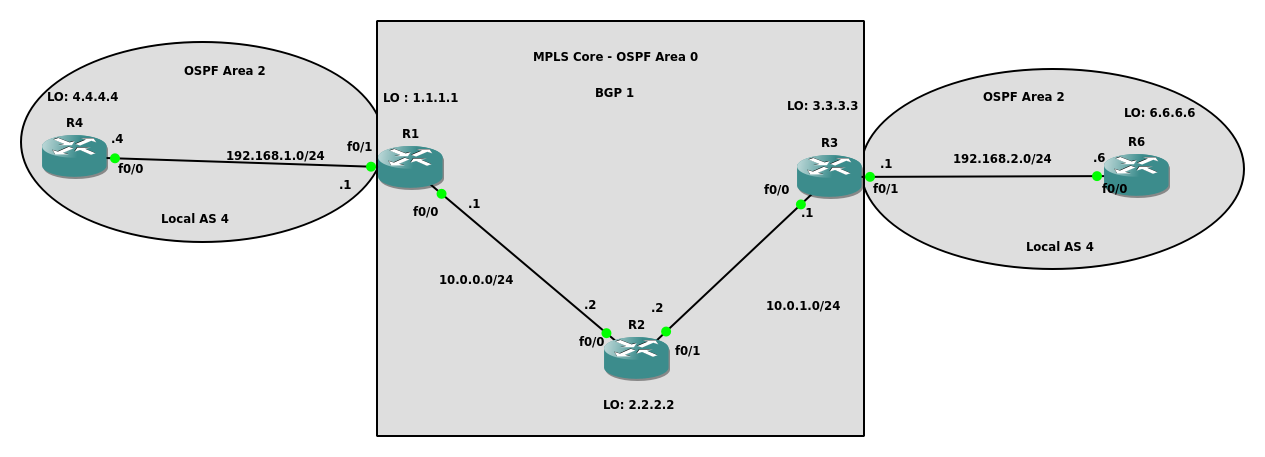 MPLS Core - OSPF Area 0
BGP 1
OSPF Area 2
LO: 4.4.4.4
R4
.4
f0/0
192.168.1.0/24
f0/1
.1
Local AS 4
LO : 1.1.1.1
R1
f0/0
.1
10.0.0.0/24
.2
f0/0
R2
.2
f0/1
LO: 2.2.2.2
10.0.1.0/24
LO: 3.3.3.3
R3
f0/0
.1
.1
f0/1
OSPF Area 2
192.168.2.0/24
LO: 6.6.6.6
R6
.6
f0/0
Local AS 4